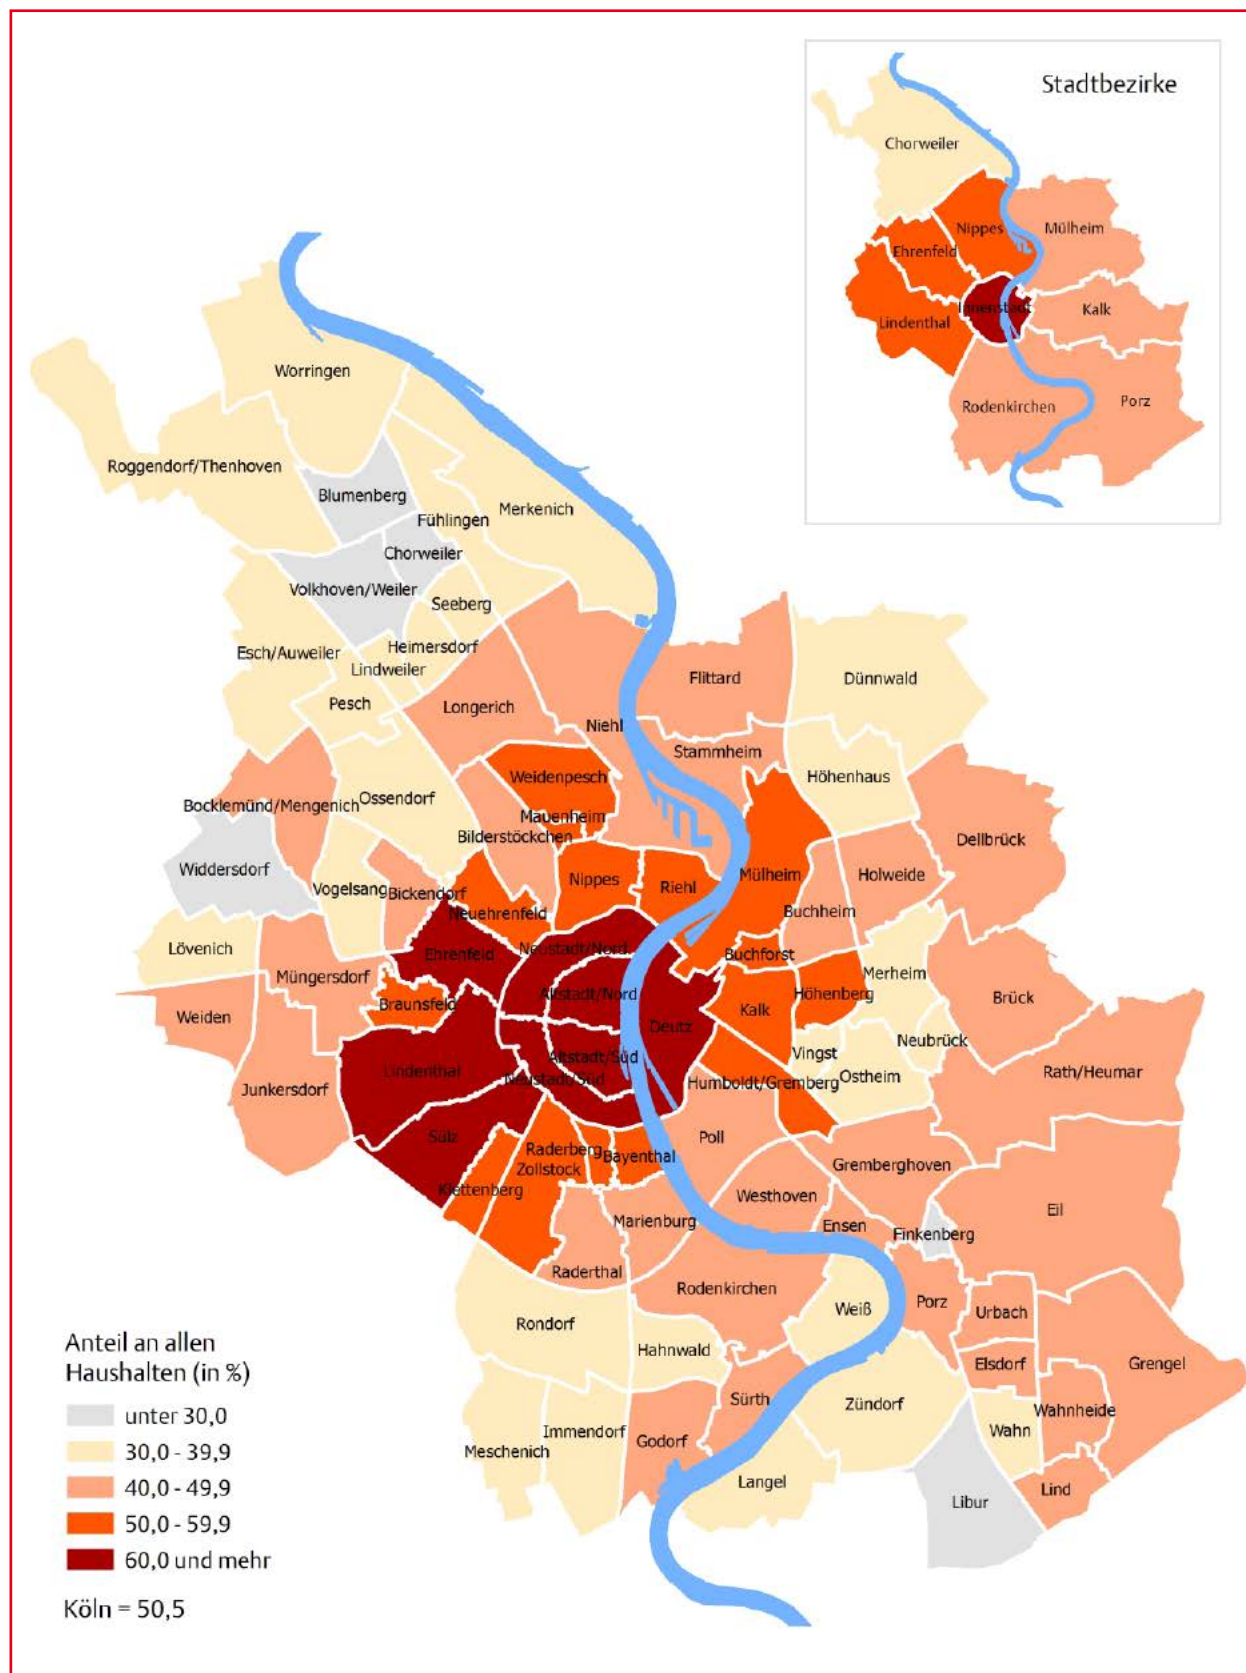 Stadtbezirke
Chorweiler
Nippes
Mülheim
Ehrenfeld
Innenstadt
Kalk
Lindenthal
Rodenkirchen
Porz
Worringen
Roggendorf/Thenhoven
Blumenberg
Merkenich
Fühlingen
Chorweiler
Volkhoven/Weiler
Seeberg
Heimersdorf
Esch/Auweiler
Lindweiler
Pesch
Longerich
Niehl
Flittard
Dünnwald
Stammheim
Höhenhaus
Weidenpesch
Ossendorf
Bocklemünd/Mengenich
Mauenheim
Bilderstöckchen
Dellbrück
Widdersdorf
Vogelsang
Bickendorf
Nippes
Riehl
Mülheim
Holweide
Buchheim
Neuehrenfeld
Lövenich
Ehrenfeld
Neustadt/Nord
Buchforst
Müngersdorf
Merheim
Altstadt/Nord
Höhenberg
Brück
Braunsfeld
Weiden
Deutz
Kalk
Neubrück
Vingst
Altstadt/Süd
Lindenthal
Neustadt/Süd
Humboldt/Gremberg
Ostheim
Rath/Heumar
Junkersdorf
Sülz
Poll
Raderberg
Bayenthal
Zollstock
Gremberghoven
Klettenberg
Westhoven
Marienburg
Ensen
Finkenberg
Eil
Raderthal
Rodenkirchen
Weiß
Porz
Urbach
Rondorf
Hahnwald
Elsdorf
Grengel
Sürth
Zündorf
Wahnheide
Wahn
Immendorf
Godorf
Meschenich
Langel
Lind
Libur
Anteil an allen
Haushalten (in %)
unter 30,0
30,0 - 39,9
40,0 - 49,9
50,0 - 59,9
60,0 und mehr
Köln = 50,5